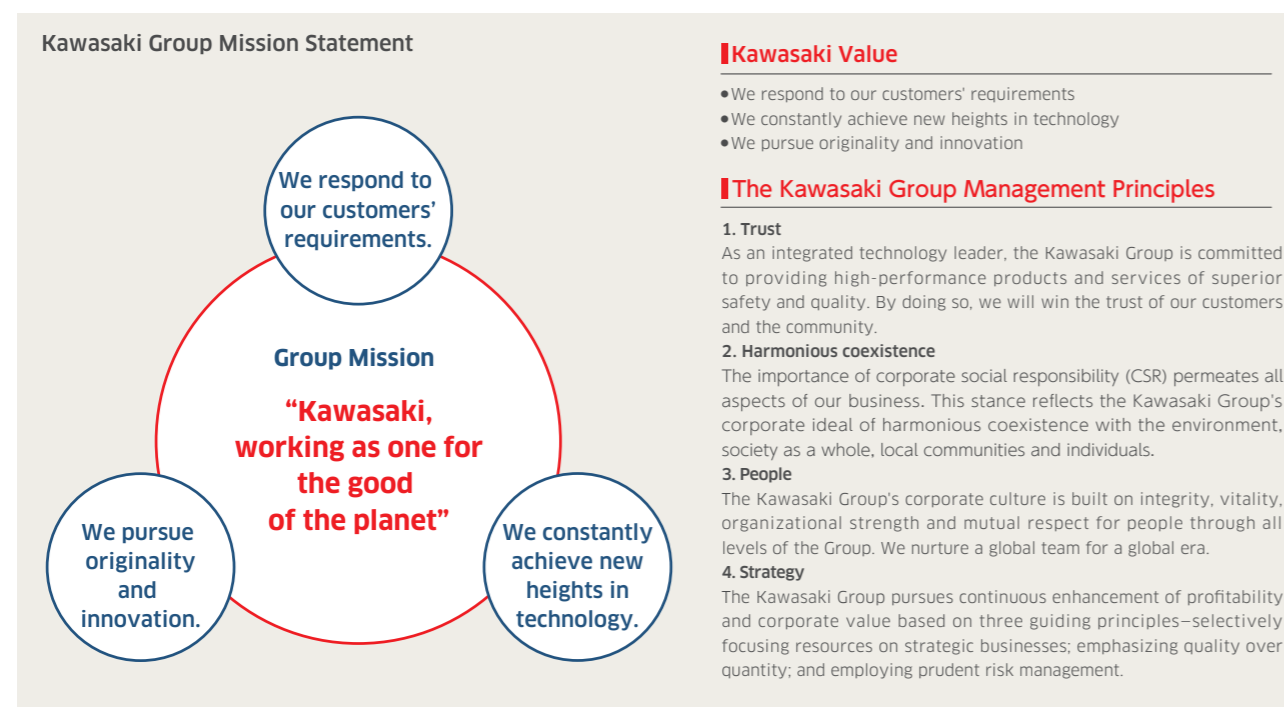 Kawasaki Group Mission Statement
We respond to
our customers’
requirements.
Group Mission
“Kawasaki,
working as one for
the good
of the planet”
We pursue
originality
and
innovation.
We constantly
achieve new
heights in
technology.
Kawasaki Value
●We respond to our customers' requirements
●We constantly achieve new heights in technology
●We pursue originality and innovation
The Kawasaki Group Management Principles
1. Trust
As an integrated technology leader, the Kawasaki Group is committed
to providing high-performance products and services of superior
safety and quality. By doing so, we will win the trust of our customers
and the community.
2. Harmonious coexistence
The importance of corporate social responsibility (CSR) permeates all
aspects of our business. This stance reflects the Kawasaki Group's
corporate ideal of harmonious coexistence with the environment,
society as a whole, local communities and individuals.
3. People
The Kawasaki Group's corporate culture is built on integrity, vitality,
organizational strength and mutual respect for people through all
levels of the Group. We nurture a global team for a global era.
4. Strategy
The Kawasaki Group pursues continuous enhancement of profitability
and corporate value based on three guiding principles—selectively
focusing resources on strategic businesses; emphasizing quality over
quantity; and employing prudent risk management.